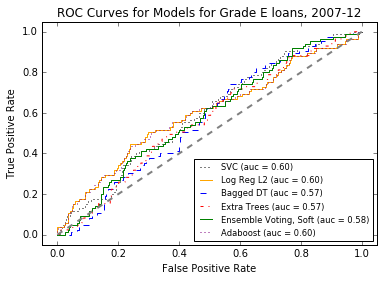 ROC Curves for Models for Grade E loans, 2007-12
True Positive Rate
1.0
0.8
0.6
0.4
0.2
0.0
SVC (auc = 0.60)
Log Reg L2 (auc = 0.60)
Bagged DT (auc = 0.57)
Extra Trees (auc = 0.57)
Ensemble Voting, Soft (auc = 0.58)
Adaboost (auc = 0.60)
0.0 0.2 0.4 0.6 0.8 1.0
False Positive Rate